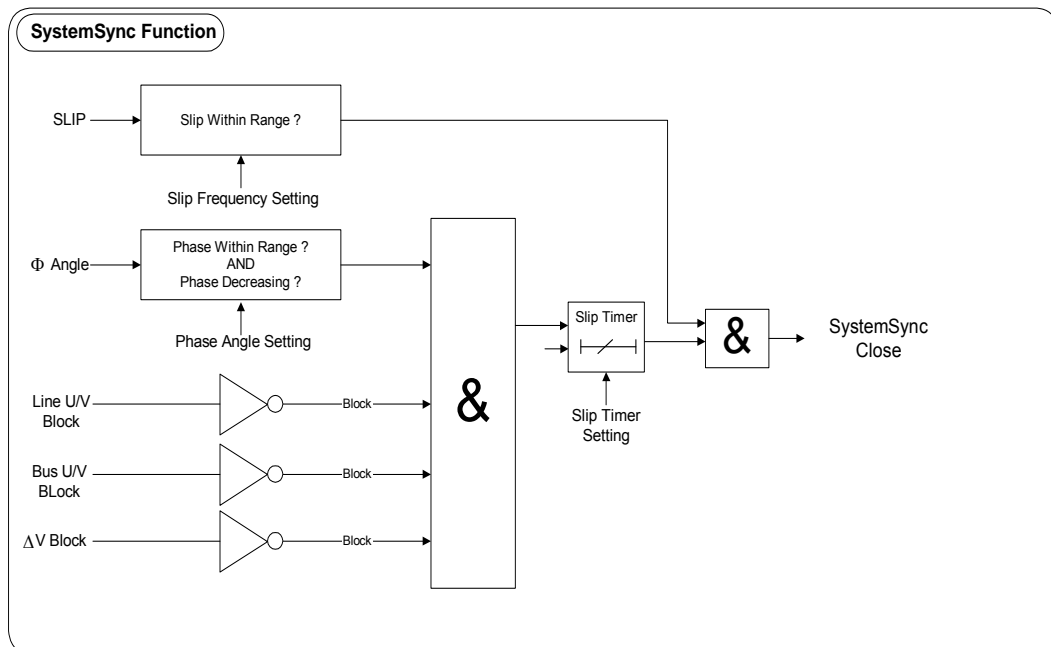 SystemSync Function
SLIP
Slip Within Range ?
Slip Frequency Setting
Φ Angle
Phase Within Range ?
AND
Phase Decreasing ?
Phase Angle Setting
Line U/V
Block
Block
Bus U/V
BLock
Block
ΔV Block
Block
&
Slip Timer
Slip Timer
Setting
&
SystemSync
Close